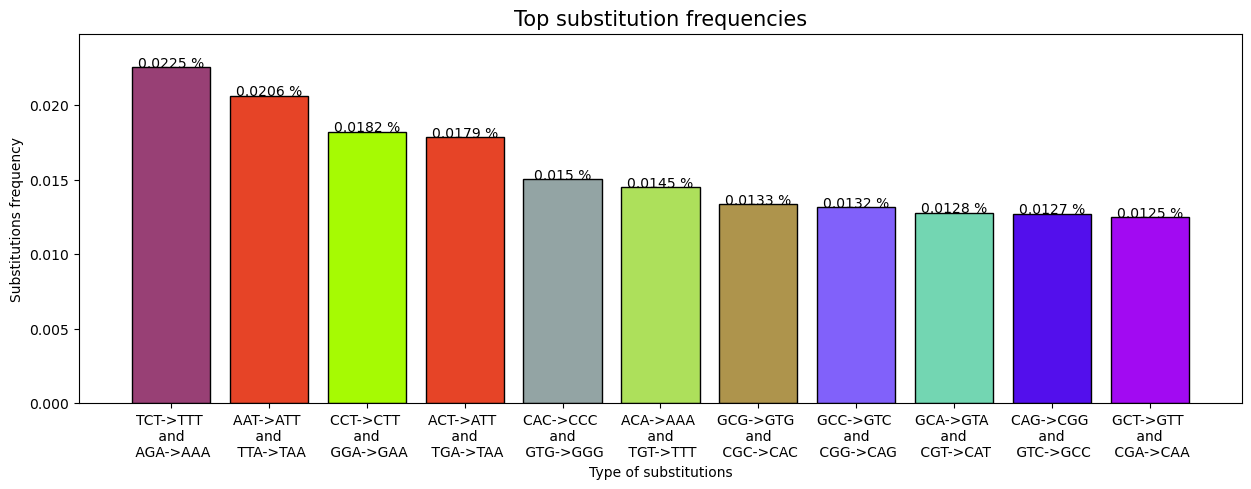 Top substitution frequencies
0.0225 %
0.0206 %
0.0182 %
0.0179 %
0.015 %
0.0145 %
0.0133 %
0.0132 %
0.0128 %
0.0127 %
0.0125 %
Substitutions frequency
0.020
0.015
0.010
0.005
0.000
TCT->TTT
and
AGA->AAA
AAT->ATT
and
TTA->TAA
CCT->CTT
and
GGA->GAA
ACT->ATT
and
TGA->TAA
CAC->CCC
and
GTG->GGG
ACA->AAA
and
TGT->TTT
GCG->GTG
and
CGC->CAC
GCC->GTC
and
CGG->CAG
GCA->GTA
and
CGT->CAT
CAG->CGG
and
GTC->GCC
GCT->GTT
and
CGA->CAA
Type of substitutions